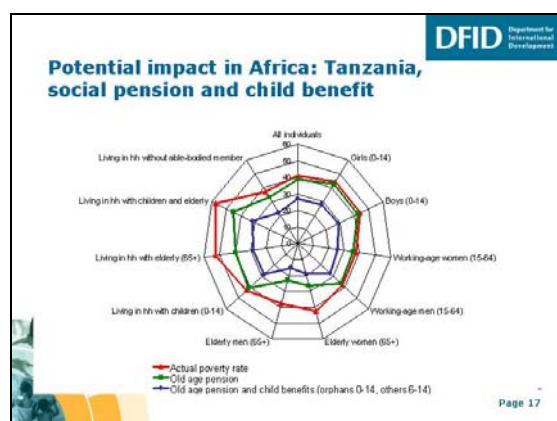 DFID
Department for
International
Development
Potential impact in Africa: Tanzania,
social pension and child benefit
All individuals
60
50
40
30
20
10
0
Girls (0-14)
Boys (0-14)
Working-age women (15-64)
Working-age men (15-64)
Elderly women (65+)
Elderly men (65+)
Living in hh with children (0-14)
Living in hh with elderly (65+)
Living in hh with children and elderly
Living in hh without able-bodied member
Actual poverty rate
Old age pension
Old age pension and child benefits (orphans 0-14, others 6-14)
Page 17